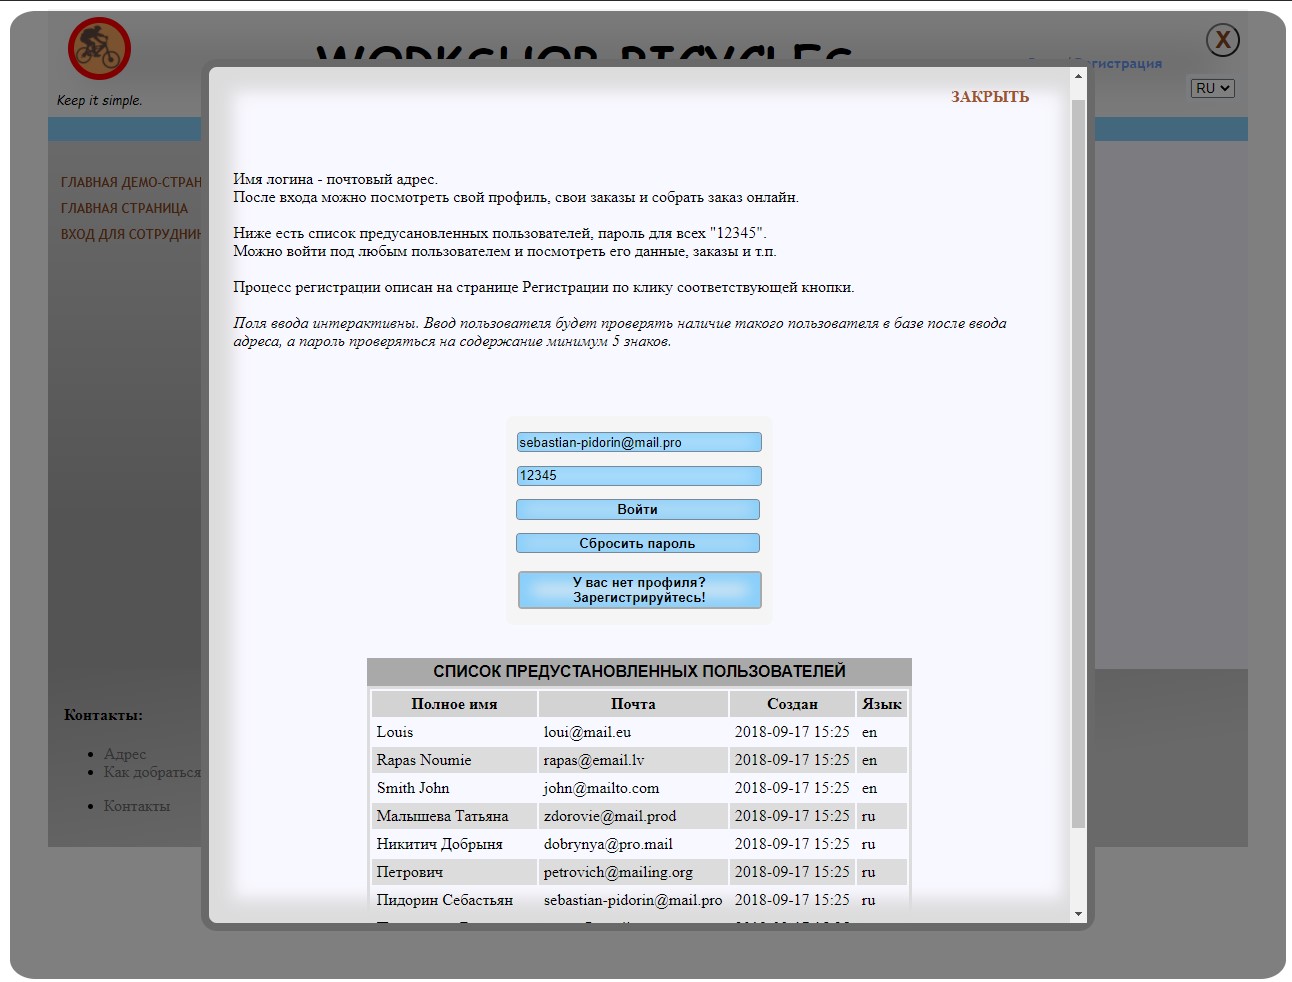 WORKSHOP BICYCLES
X
Регистрация
RU
Keep it simple.
ГЛАВНАЯ ДЕМО-СТРАН
ГЛАВНАЯ СТРАНИЦА
ВХОД ДЛЯ СОТРУДНИК
ЗАКРЫТЬ
Имя логина - почтовый адрес.
После входа можно посмотреть свой профиль, свои заказы и собрать заказ онлайн.
Ниже есть список предусановленных пользователей, пароль для всех "12345".
Можно войти под любым пользователем и посмотреть его данные, заказы и т.п.
Процесс регистрации описан на странице Регистрации по клику соответствующей кнопки.
Поля ввода интерактивны. Ввод пользователя будет проверять наличие такого пользователя в базе после ввода
адреса, а пароль проверяться на содержание минимум 5 знаков.
sebastian-pidorin@mail.pro
12345
Войти
Сбросить пароль
У вас нет профиля?
Зарегистрируйтесь!
СПИСОК ПРЕДУСТАНОВЛЕННЫХ ПОЛЬЗОВАТЕЛЕЙ
Полное имя Почта Создан Язык
Louis loui@mail.eu 2018-09-17 15:25 en
Rapas Noumie rapas@email.lv 2018-09-17 15:25 en
Smith John john@mailto.com 2018-09-17 15:25 en
Малышева Татьяна zdorovie@mail.prod 2018-09-17 15:25 ru
Никитич Добрыня dobrynya@pro.mail 2018-09-17 15:25 ru
Петрович petrovich@mailing.org 2018-09-17 15:25 ru
Пидорин Себастьян sebastian-pidorin@mail.pro 2018-09-17 15:25 ru
Контакты:
Адрес
Как добраться
Контакты